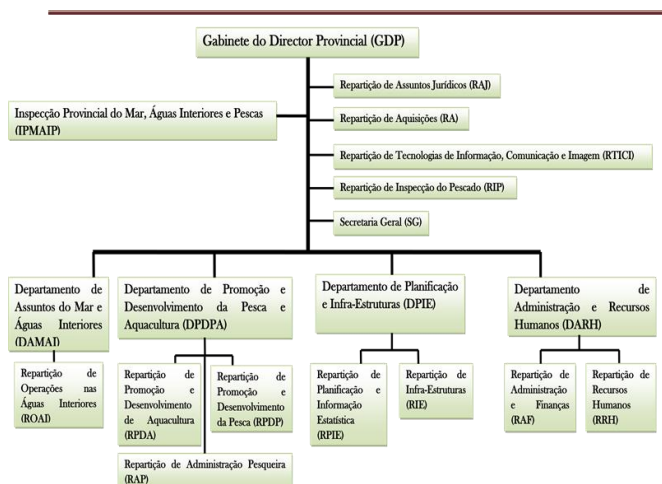 Gabinete do Director Provincial (GDP)
Repartição de Assuntos Jurídicos (RAJ)
Inspecção Provincial do Mar, Águas Interiores e Pescas
(IPMAIP)
Repartição de Aquisições (RA)
Repartição de Tecnologias de Informação, Comunicação e Imagem (RTICI)
Repartição de Inspecção do Pescado (RIP)
Secretaria Geral (SG)
Departamento de
Assuntos do Mar e
Águas Interiores
(DAMAI)
Departamento de Promoção e
Desenvolvimento da Pesca e
Aquacultura (DPDPA)
Departamento de Planificação
e Infra-Estruturas (DPIE)
Departamento de
Administração e Recursos
Humanos (DARH)
Repartição de
Operações nas
Águas Interiores
(ROAI)
Repartição de
Promoção e
Desenvolvimento
de Aquacultura
(RPDA)
Repartição de
Promoção e
Desenvolvimento
da Pesca (RPDP)
Repartição de Administração Pesqueira
(RAP)
Repartição de
Planificação e
Informação
Estatística
(RPIE)
Repartição de
Infra-Estruturas
(RIE)
Repartição de
Administração
e Finanças
(RAF)
Repartição de
Recursos
Humanos
(RRH)